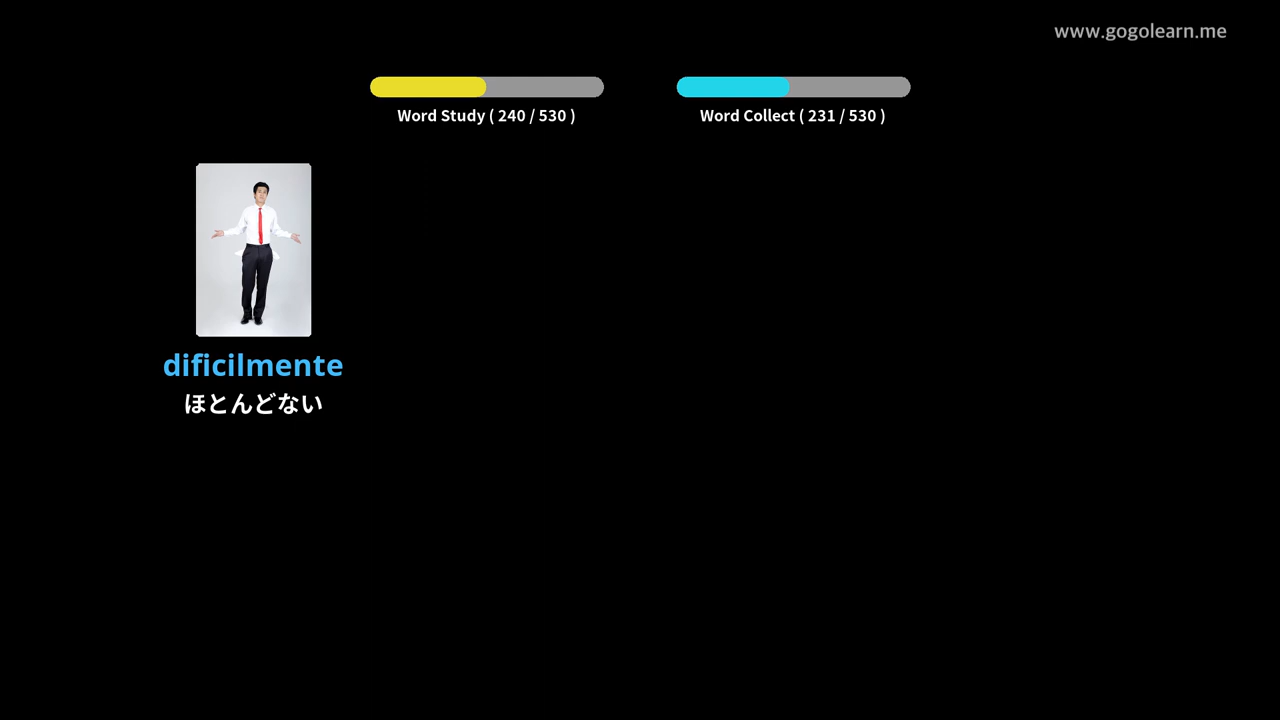 www.gogolearn.me
Word Study ( 240 / 530 )
Word Collect ( 231 / 530 )
dificilmente
ほとんどない